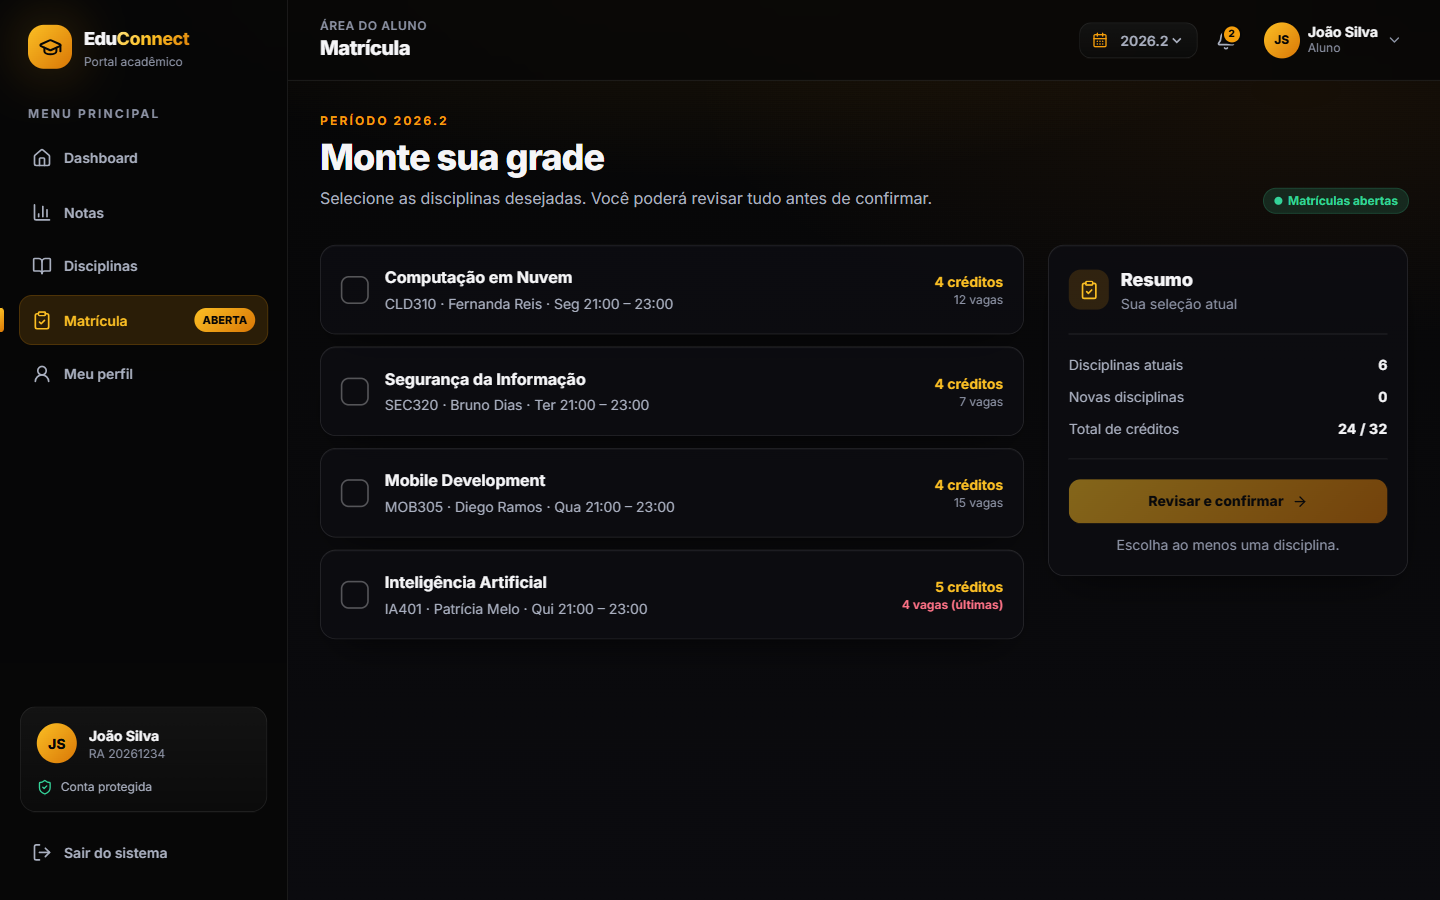 EduConnect
Portal acadêmico
MENU PRINCIPAL
Dashboard
Notas
Disciplinas
Matrícula
ABERTA
Meu perfil
JS
João Silva
RA 20261234
Conta protegida
Sair do sistema
ÁREA DO ALUNO
Matrícula
2026.2
2
JS
João Silva
Aluno
PERÍODO 2026.2
Monte sua grade
Selecione as disciplinas desejadas. Você poderá revisar tudo antes de confirmar.
Matrículas abertas
Computação em Nuvem
CLD310 · Fernanda Reis · Seg 21:00 – 23:00
4 créditos
12 vagas
Segurança da Informação
SEC320 · Bruno Dias · Ter 21:00 – 23:00
4 créditos
7 vagas
Mobile Development
MOB305 · Diego Ramos · Qua 21:00 – 23:00
4 créditos
15 vagas
Inteligência Artificial
IA401 · Patrícia Melo · Qui 21:00 – 23:00
5 créditos
4 vagas (últimas)
Resumo
Sua seleção atual
Disciplinas atuais 6
Novas disciplinas 0
Total de créditos 24 / 32
Revisar e confirmar →
Escolha ao menos uma disciplina.